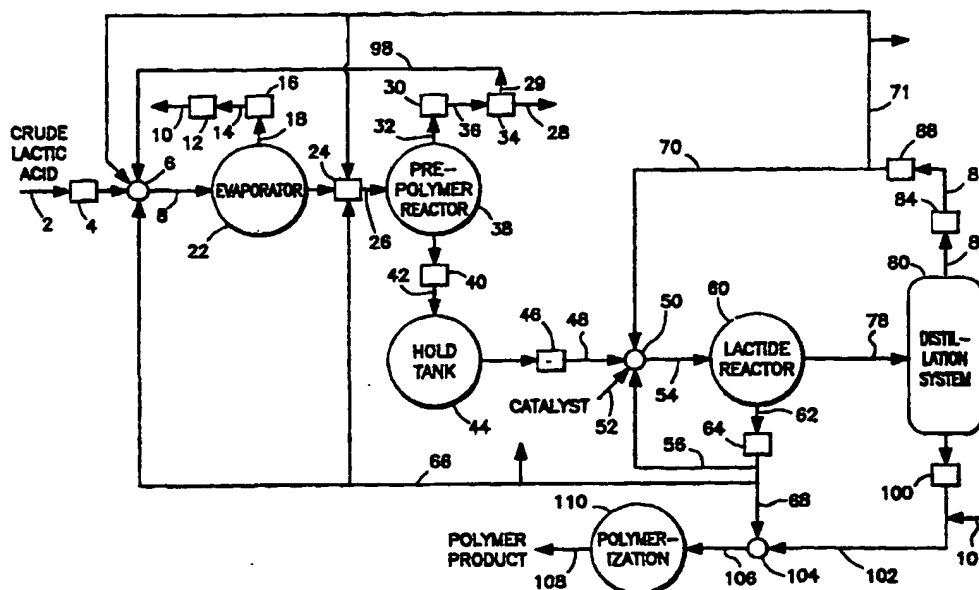 98
16
30
29
71
10
12
14
18
32
36
34
28
88
CRUDE
LACTIC
ACID
24
70
84
6
EVAPORATOR
PRE-
POLYMER
REACTOR
80
2
4
8
22
26
38
42
40
60
46
48
50
78
HOLD
TANK
LACTIDE
REACTOR
DISTIL-
LATION
SYSTEM
CATALYST
52
54
62
44
64
56
66
100
68
110
POLYMER
PRODUCT
POLYMER-
IZATION
108
106
104
102